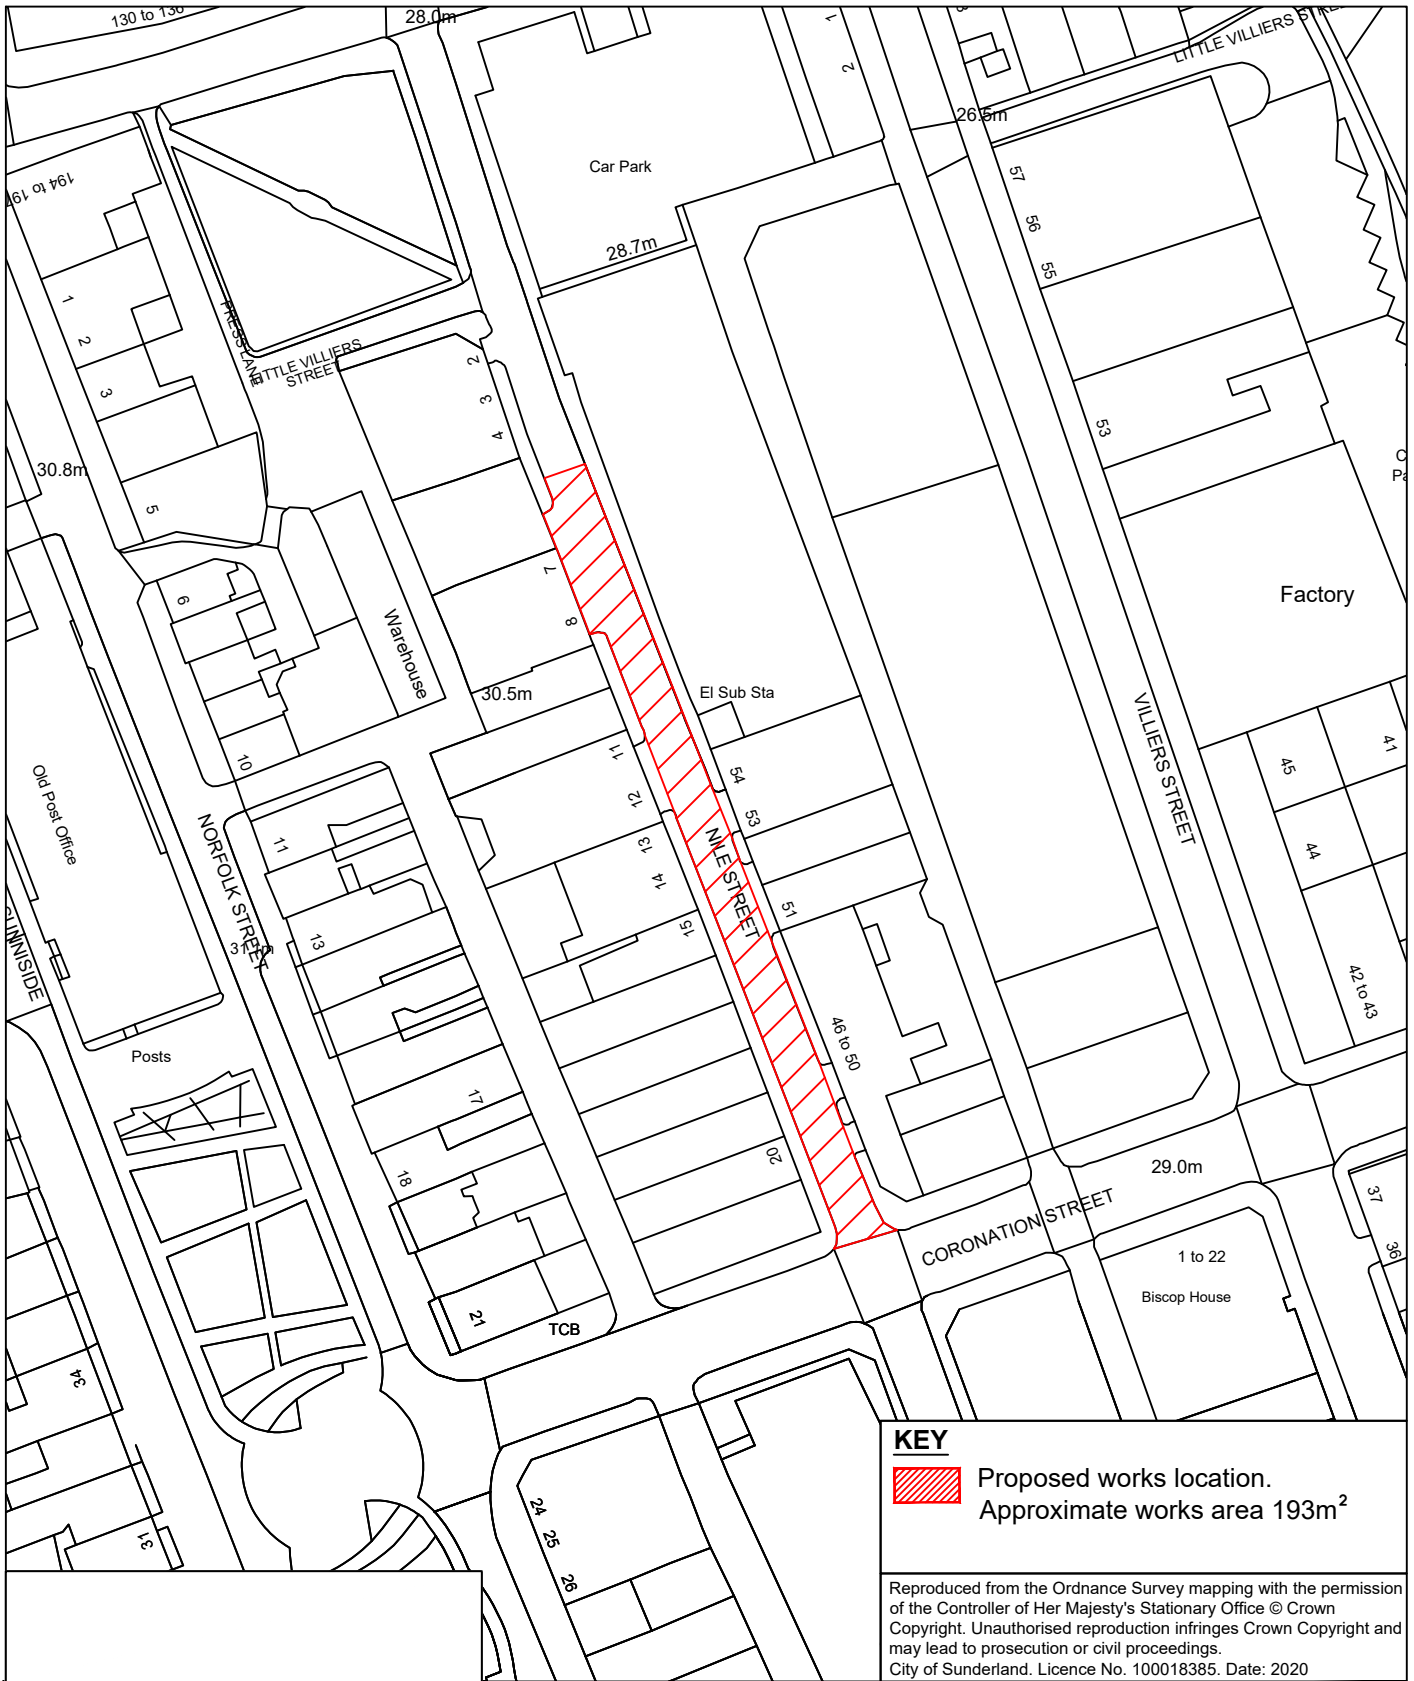 130 to 136
28.0m
1
2
LITTLE VILLIERS STREET
26.5m
Car Park
28.7m
194 to 197
1
2
3
5
PRESS LANE
LITTLE VILLIERS
STREET
2
3
4
57
56
55
53
30.8m
7
8
6
Warehouse
Factory
30.5m
El Sub Sta
10
11
12
13
14
15
54
53
51
NILE STREET
VILLIERS STREET
45
41
44
42 to 43
Old Post Office
NORFOLK STREET
11
13
31.1m
SUNNISIDE
Posts
46 to 50
17
18
20
21
TCB
29.0m
CORONATION STREET
37
36
1 to 22
Biscop House
34
31
24
25
26
KEY
Proposed works location.
Approximate works area 193m²
Reproduced from the Ordnance Survey mapping with the permission
of the Controller of Her Majesty's Stationary Office © Crown
Copyright. Unauthorised reproduction infringes Crown Copyright and
may lead to prosecution or civil proceedings.
City of Sunderland. Licence No. 100018385. Date: 2020